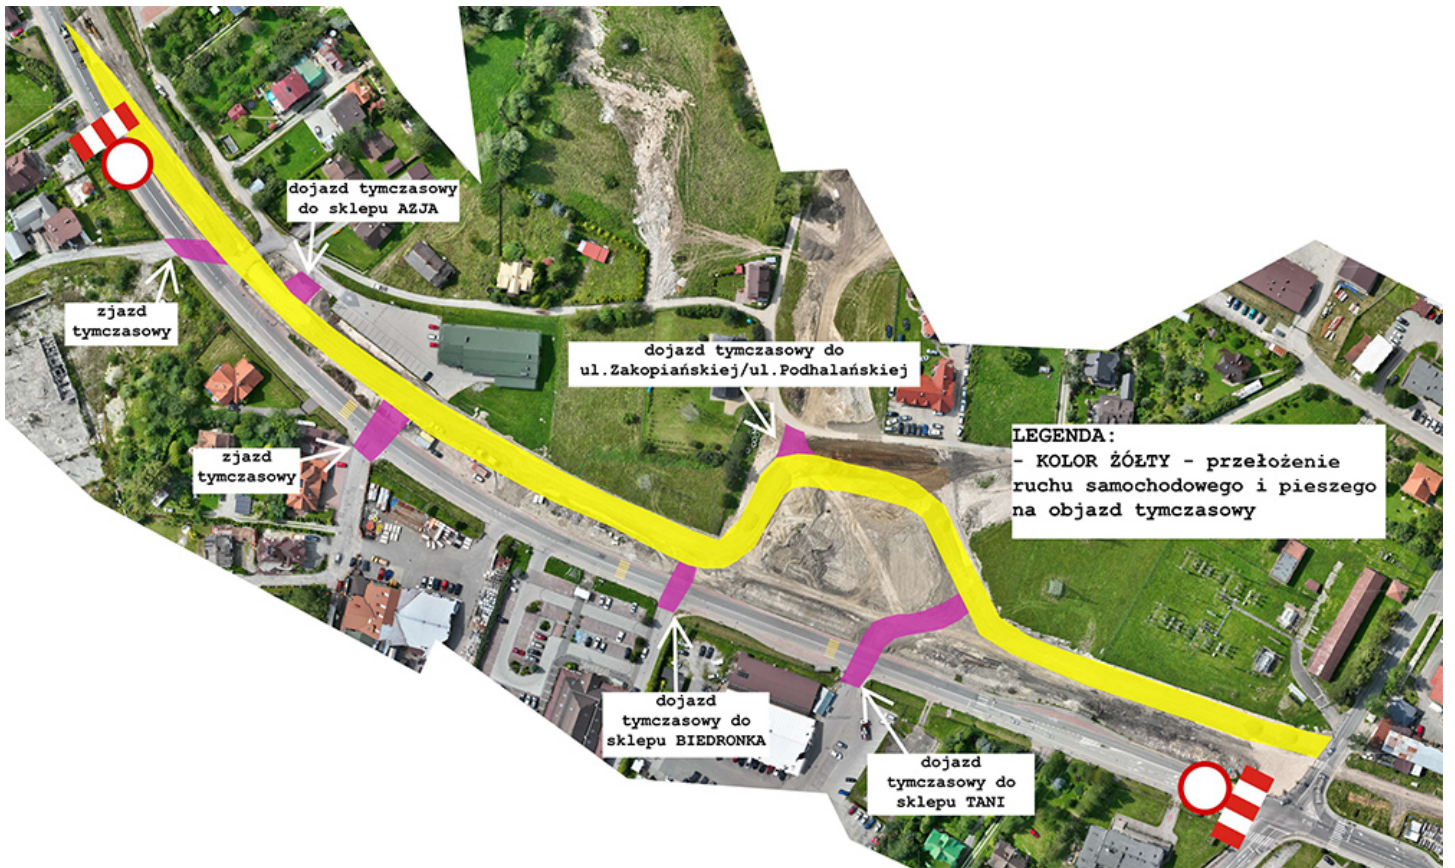 dojazd tymczasowy
do sklepu AZJA
zjazd
tymczasowy
dojazd tymczasowy do
ul.Zakopiańskiej/ul.Podhalańskiej
zjazd
tymczasowy
LEGENDA:
- KOLOR ŻÓŁTY - przełożenie
ruchu samochodowego i pieszego
na objazd tymczasowy
dojazd
tymczasowy do
sklepu BIEDRONKA
dojazd
tymczasowy do
sklepu TANI